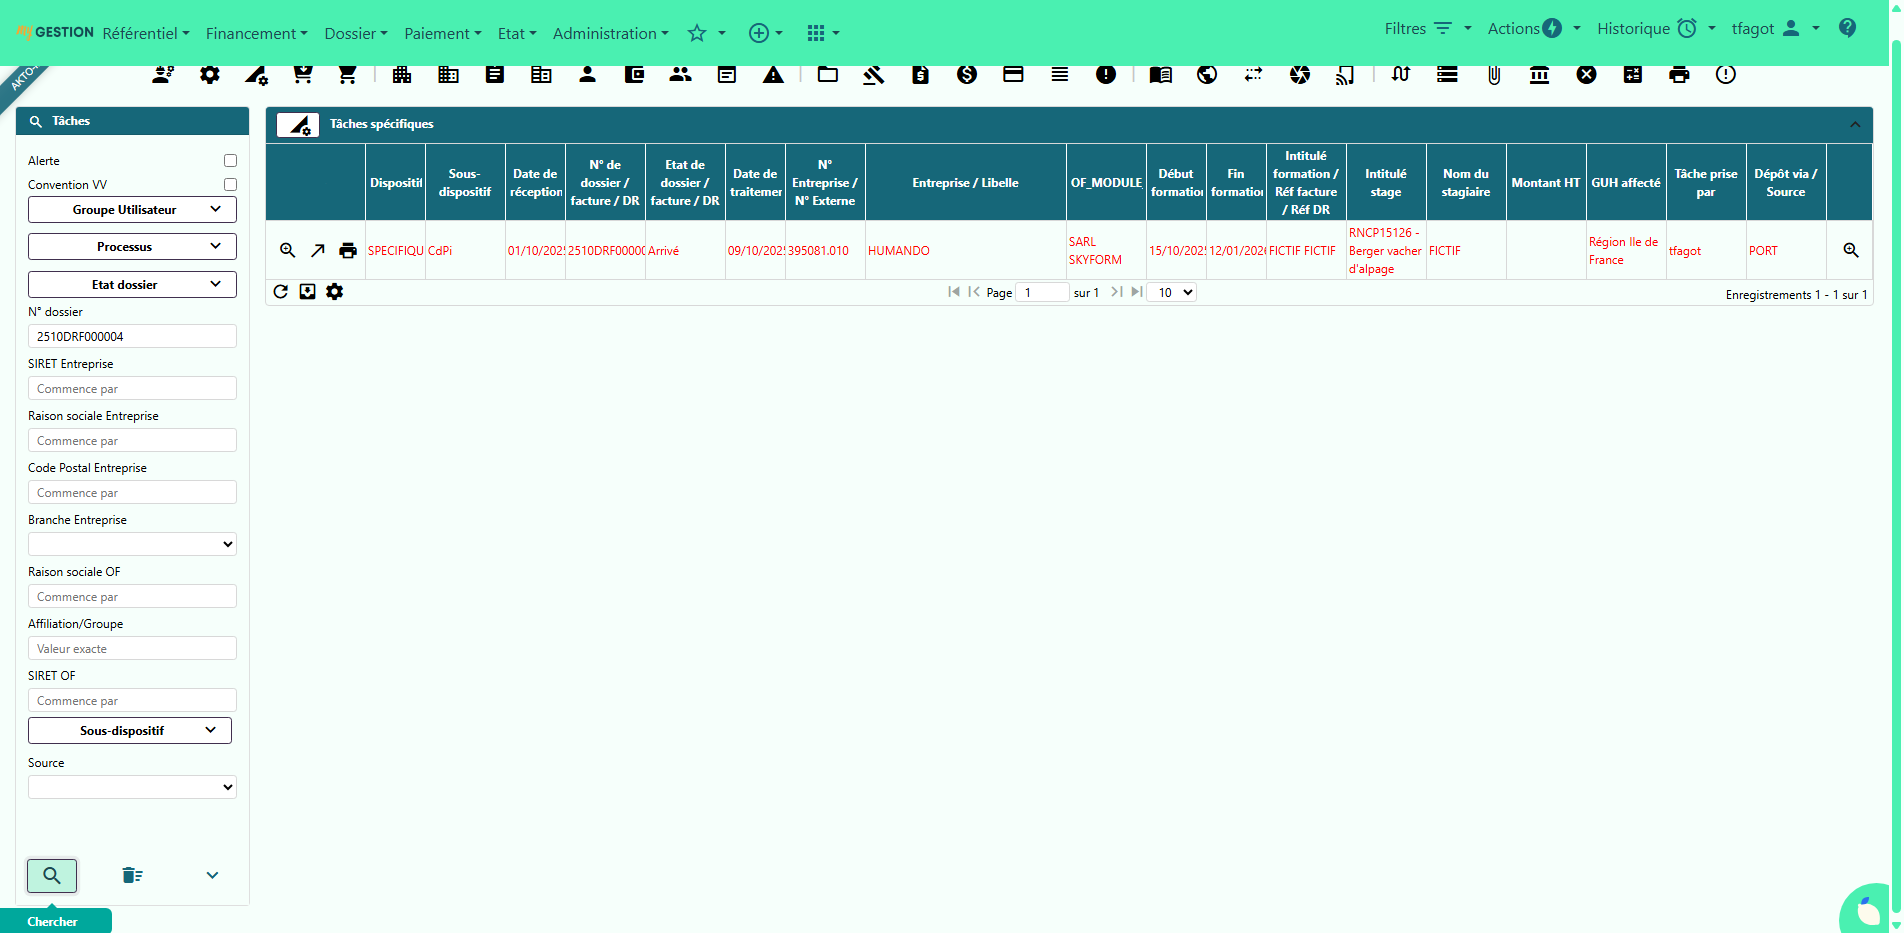 My GESTION Référentiel Financement Dossier Paiement Etat Administration
Filtres Actions Historique tfagot
Tâches
Alerte
Convention VV
Groupe Utilisateur
Processus
Etat dossier
N° dossier
2510DRF000004
SIRET Entreprise
Commence par
Raison sociale Entreprise
Commence par
Code Postal Entreprise
Commence par
Branche Entreprise
Raison sociale OF
Commence par
Affiliation/Groupe
Valeur exacte
SIRET OF
Commence par
Sous-dispositif
Source
Chercher
Tâches spécifiques
Dispositif
Sous-
dispositif
Date de
réception
N° de
dossier /
facture / DR
Etat de
dossier /
facture / DR
Date de
traitemen
N°
Entreprise /
N° Externe
Entreprise / Libelle
OF_MODULE_
Début
formation
Fin
formation
Intitulé
formation /
Réf facture
/ Réf DR
Intitulé
stage
Nom du
stagiaire
Montant HT
GUH affecté
Tâche prise
par
Dépôt via /
Source
SPECIFIQU
CdPi
01/10/202
2510DRF00000
Arrivé
09/10/202
395081.010
HUMANDO
SARL
SKYFORM
15/10/202
12/01/202
FICTIF FICTIF
RNCP15126 -
Berger vacher
d'alpage
FICTIF
Région Ile de
France
tfagot
PORT
Page 1 sur 1 10
Enregistrements 1 - 1 sur 1